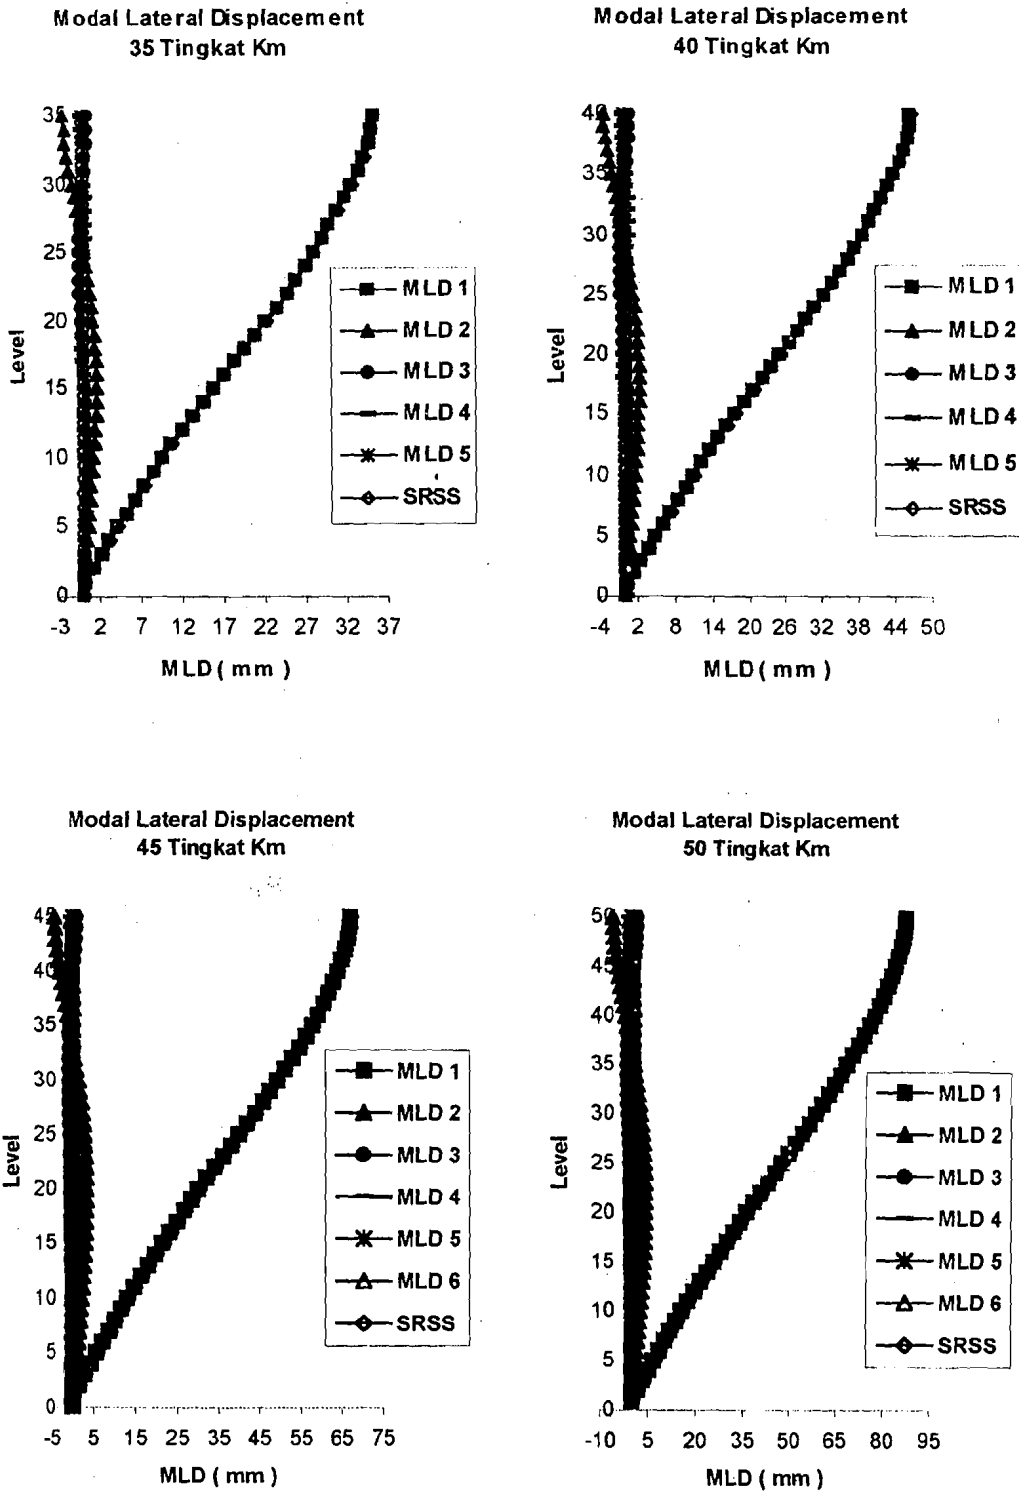 Modal Lateral Displacement
35 Tingkat Km
35
30
25
20
15
10
5
0
Level
-3 2 7 12 17 22 27 32 37
MLD ( mm )
MLD 1
MLD 2
MLD 3
MLD 4
MLD 5
SRSS
Modal Lateral Displacement
40 Tingkat Km
40
35
30
25
20
15
10
5
0
Level
-4 2 8 14 20 26 32 38 44 50
MLD ( mm )
MLD 1
MLD 2
MLD 3
MLD 4
MLD 5
SRSS
Modal Lateral Displacement
45 Tingkat Km
45
40
35
30
25
20
15
10
5
0
Level
-5 5 15 25 35 45 55 65 75
MLD ( mm )
MLD 1
MLD 2
MLD 3
MLD 4
MLD 5
MLD 6
SRSS
Modal Lateral Displacement
50 Tingkat Km
50
45
40
35
30
25
20
15
10
5
0
Level
-10 5 20 35 50 65 80 95
MLD ( mm )
MLD 1
MLD 2
MLD 3
MLD 4
MLD 5
MLD 6
SRSS